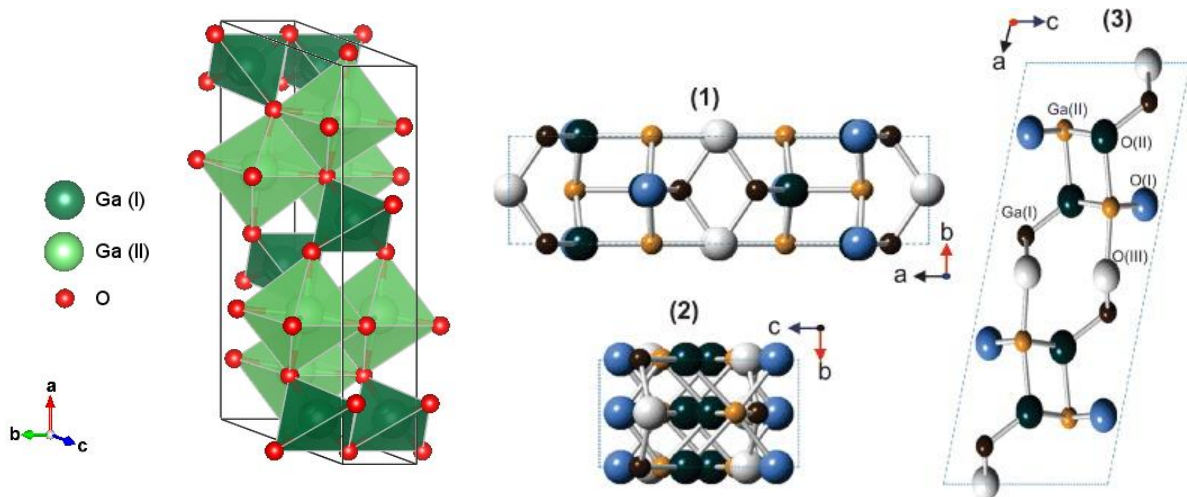 Ga (I)
Ga (II)
O
a
b
c
(1)
b
a
(2)
c
b
(3)
c
a
Ga(II)
O(II)
O(I)
Ga(I)
O(III)